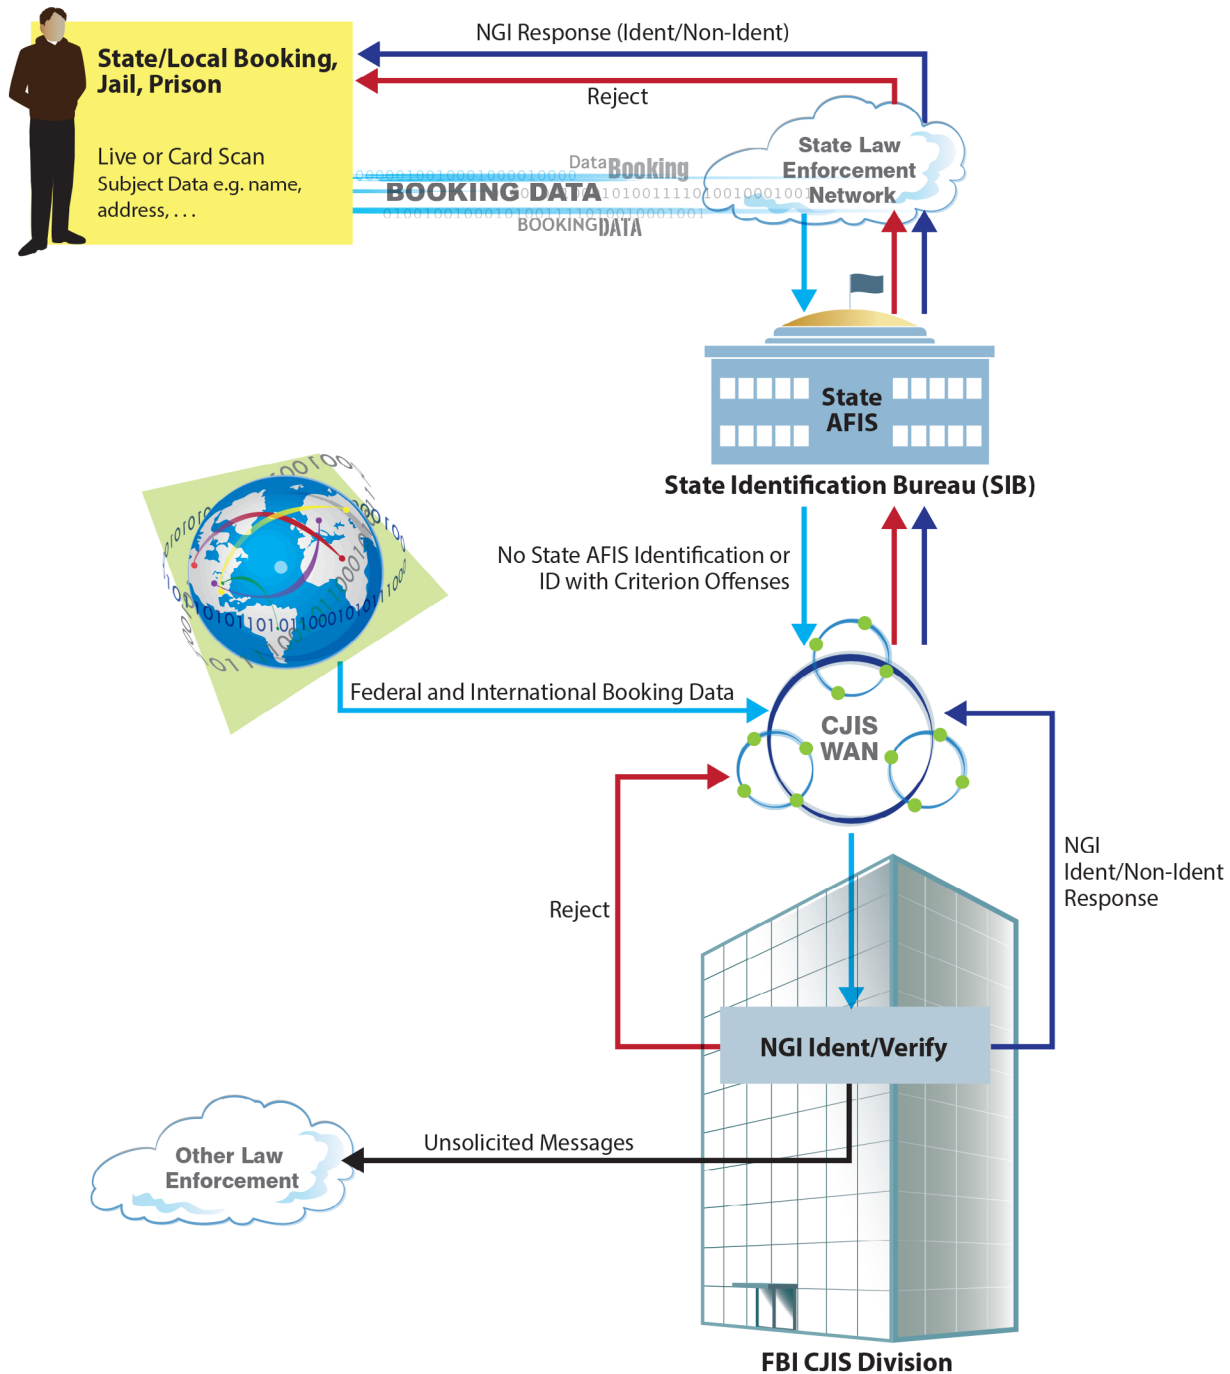 NGI Response (Ident/Non-Ident)
Reject
State/Local Booking,
Jail, Prison
Live or Card Scan
Subject Data e.g. name,
address, . . .
Data Booking
BOOKING DATA
BOOKING DATA
State Law
Enforcement
Network
State
AFIS
State Identification Bureau (SIB)
No State AFIS Identification or
ID with Criterion Offenses
Federal and International Booking Data
CJIS
WAN
NGI
Ident/Non-Ident
Response
Reject
NGI Ident/Verify
Unsolicited Messages
Other Law
Enforcement
FBI CJIS Division